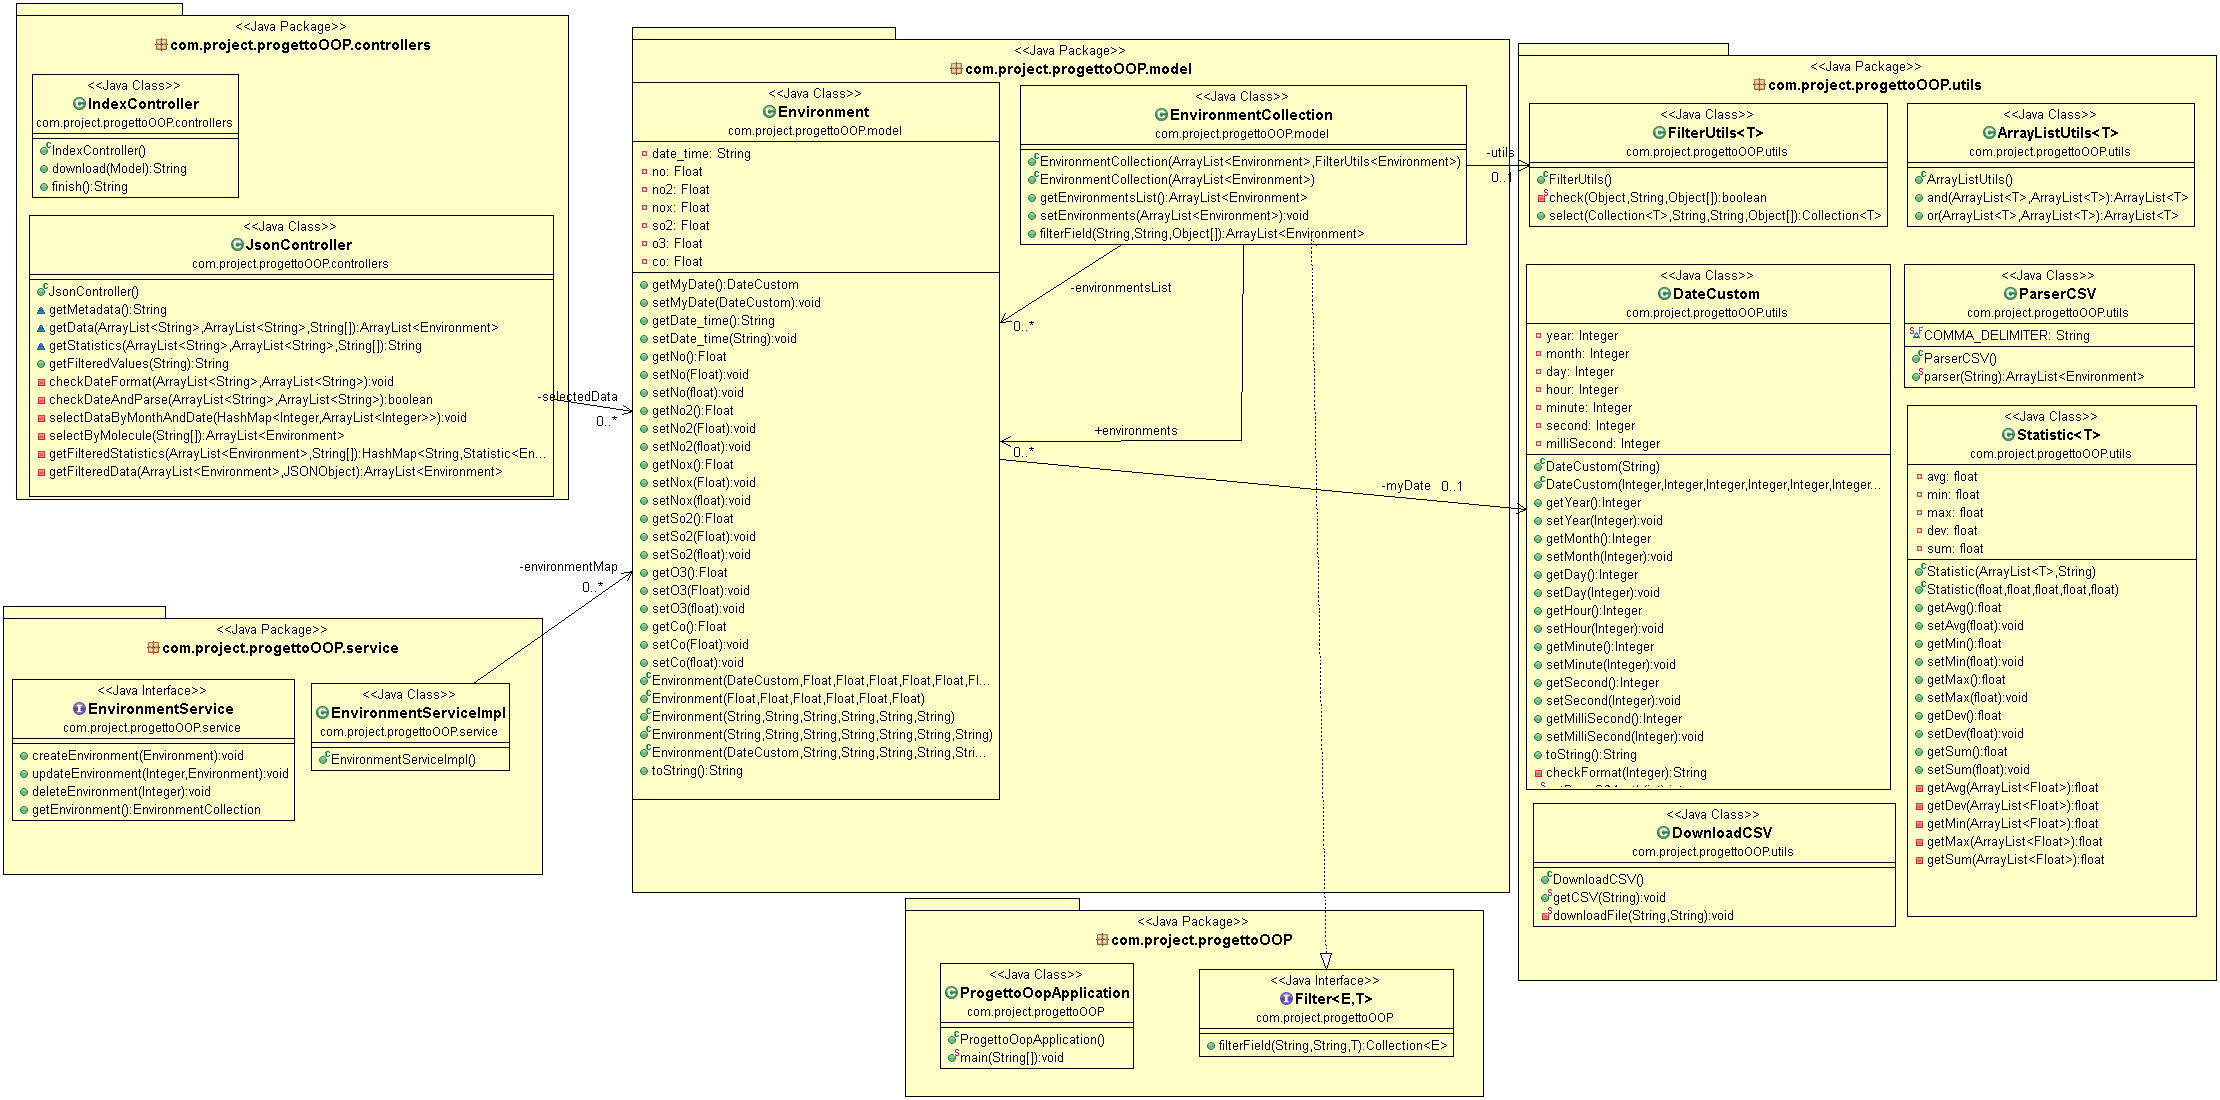 <<Java Package>>
com.project.progettoOOP.controllers
<<Java Class>>
IndexController
com.project.progettoOOP.controllers
IndexController()
download(Model):String
finish():String
<<Java Class>>
JsonController
com.project.progettoOOP.controllers
JsonController()
getMetadata():String
getData(ArrayList<String>,ArrayList<String>,String[]):ArrayList<Environment>
getStatistics(ArrayList<String>,ArrayList<String>,String[]):String
getFilteredValues(String):String
checkDateFormat(ArrayList<String>,ArrayList<String>):void
checkDateAndParse(ArrayList<String>,ArrayList<String>):boolean
selectDataByMonthAndDate(HashMap<Integer,ArrayList<Integer>>):void
selectByMolecule(String[]):ArrayList<Environment>
getFilteredStatistics(ArrayList<Environment>,String[]):HashMap<String,Statistic<En...
getFilteredData(ArrayList<Environment>,JSONObject):ArrayList<Environment>
-selectedData
0..*
-environmentMap
0..*
<<Java Package>>
com.project.progettoOOP.service
<<Java Interface>>
EnvironmentService
com.project.progettoOOP.service
createEnvironment(Environment):void
updateEnvironment(Integer,Environment):void
deleteEnvironment(Integer):void
getEnvironment():EnvironmentCollection
<<Java Class>>
EnvironmentServiceImpl
com.project.progettoOOP.service
EnvironmentServiceImpl()
<<Java Package>>
com.project.progettoOOP.model
<<Java Class>>
Environment
com.project.progettoOOP.model
date_time: String
no: Float
no2: Float
nox: Float
so2: Float
o3: Float
co: Float
getMyDate():DateCustom
setMyDate(DateCustom):void
getDate_time():String
setDate_time(String):void
getNo():Float
setNo(Float):void
setNo(float):void
getNo2():Float
setNo2(Float):void
setNo2(float):void
getNox():Float
setNox(Float):void
setNox(float):void
getSo2():Float
setSo2(Float):void
setSo2(float):void
getO3():Float
setO3(Float):void
setO3(float):void
getCo():Float
setCo(Float):void
setCo(float):void
Environment(DateCustom,Float,Float,Float,Float,Float,Fl...
Environment(Float,Float,Float,Float,Float,Float)
Environment(String,String,String,String,String,String)
Environment(String,String,String,String,String,String,String)
Environment(DateCustom,String,String,String,String,Stri...
toString():String
<<Java Class>>
EnvironmentCollection
com.project.progettoOOP.model
EnvironmentCollection(ArrayList<Environment>,FilterUtils<Environment>)
EnvironmentCollection(ArrayList<Environment>)
getEnvironmentsList():ArrayList<Environment>
setEnvironments(ArrayList<Environment>):void
filterField(String,String,Object[]):ArrayList<Environment>
-environmentsList
0..*
+environments
0..*
-utils
0..1
-myDate 0..1
<<Java Package>>
com.project.progettoOOP.utils
<<Java Class>>
FilterUtils<T>
com.project.progettoOOP.utils
FilterUtils()
check(Object,String,Object[]):boolean
select(Collection<T>,String,String,Object[]):Collection<T>
<<Java Class>>
ArrayListUtils<T>
com.project.progettoOOP.utils
ArrayListUtils()
and(ArrayList<T>,ArrayList<T>):ArrayList<T>
or(ArrayList<T>,ArrayList<T>):ArrayList<T>
<<Java Class>>
DateCustom
com.project.progettoOOP.utils
year: Integer
month: Integer
day: Integer
hour: Integer
minute: Integer
second: Integer
milliSecond: Integer
DateCustom(String)
DateCustom(Integer,Integer,Integer,Integer,Integer,Integer...
getYear():Integer
setYear(Integer):void
getMonth():Integer
setMonth(Integer):void
getDay():Integer
setDay(Integer):void
getHour():Integer
setHour(Integer):void
getMinute():Integer
setMinute(Integer):void
getSecond():Integer
setSecond(Integer):void
getMilliSecond():Integer
setMilliSecond(Integer):void
toString():String
checkFormat(Integer):String
<<Java Class>>
ParserCSV
com.project.progettoOOP.utils
COMMA_DELIMITER: String
ParserCSV()
parser(String):ArrayList<Environment>
<<Java Class>>
Statistic<T>
com.project.progettoOOP.utils
avg: float
min: float
max: float
dev: float
sum: float
Statistic(ArrayList<T>,String)
Statistic(float,float,float,float,float)
getAvg():float
setAvg(float):void
getMin():float
setMin(float):void
getMax():float
setMax(float):void
getDev():float
setDev(float):void
getSum():float
setSum(float):void
getAvg(ArrayList<Float>):float
getDev(ArrayList<Float>):float
getMin(ArrayList<Float>):float
getMax(ArrayList<Float>):float
getSum(ArrayList<Float>):float
<<Java Class>>
DownloadCSV
com.project.progettoOOP.utils
DownloadCSV()
getCSV(String):void
downloadFile(String,String):void
<<Java Package>>
com.project.progettoOOP
<<Java Class>>
ProgettoOopApplication
com.project.progettoOOP
ProgettoOopApplication()
main(String[]):void
<<Java Interface>>
Filter<E,T>
com.project.progettoOOP
filterField(String,String,T):Collection<E>